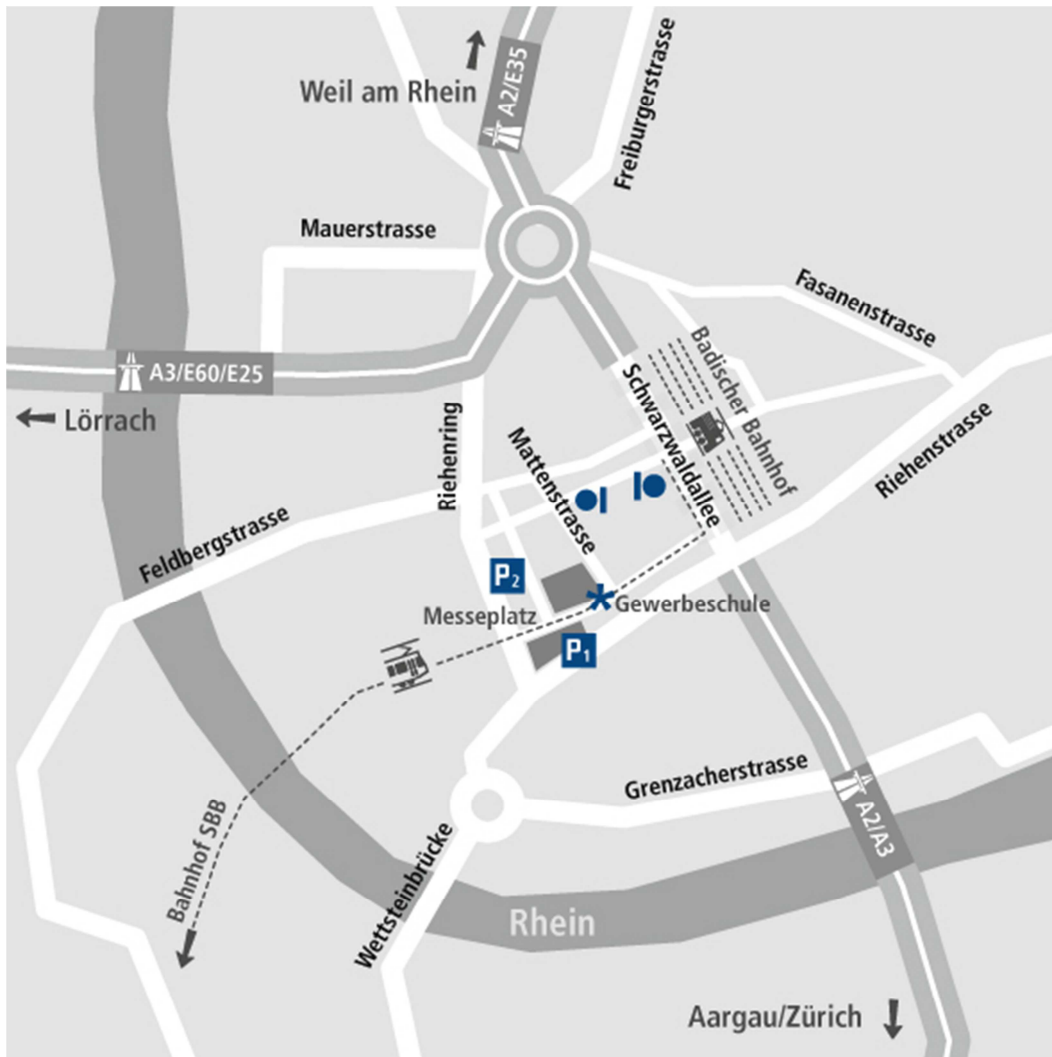 A2/E35
Weil am Rhein
Freiburgerstrasse
Mauerstrasse
Fasanenstrasse
A3/E60/E25
Lörrach
Badischer Bahnhof
Schwarzwaldallee
Riehenring
Mattenstrasse
Riehenstrasse
Feldbergstrasse
P2
Messeplatz
Gewerbeschule
P1
Grenzacherstrasse
A2/A3
Bahnhof SBB
Wettsteinbrücke
Rhein
Aargau/Zürich